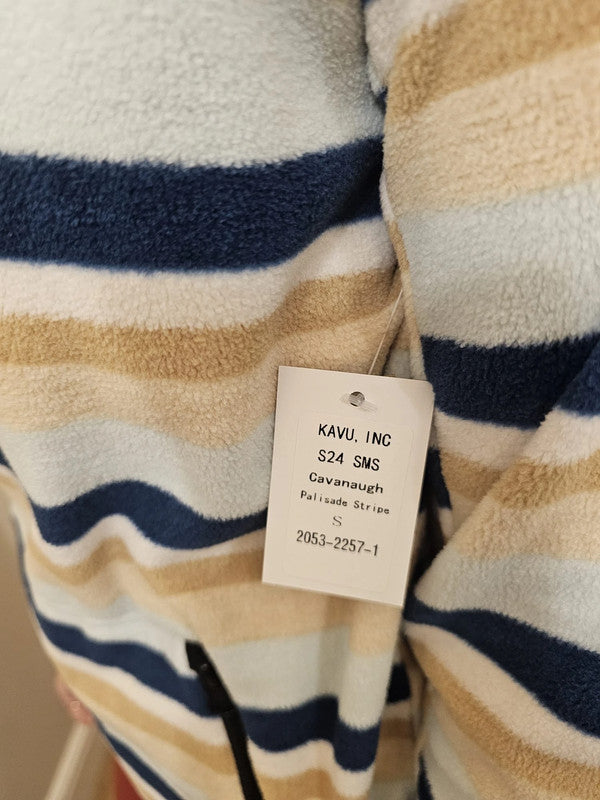 KAVU, INC
S24 SMS
Cavanaugh
Palisade Stripe
S
2053-2257-1